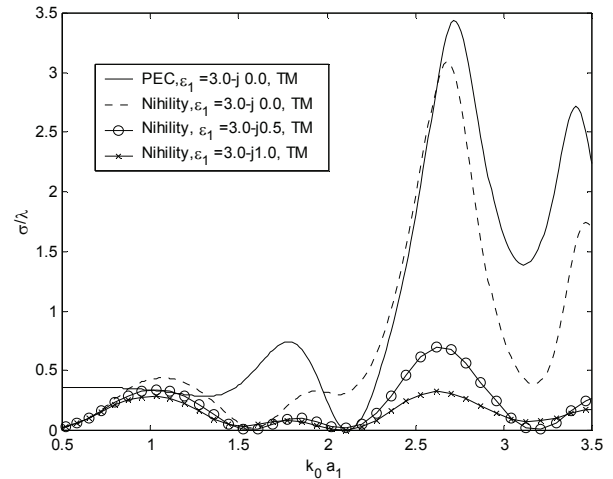 3.5
3
2.5
2
1.5
1
0.5
0
σ/λ
PEC,ε₁ =3.0-j 0.0, TM
Nihility,ε₁ =3.0-j 0.0, TM
Nihility, ε₁ =3.0-j0.5, TM
Nihility,ε₁ =3.0-j1.0, TM
0.5 1 1.5 2 2.5 3 3.5
k₀ a₁